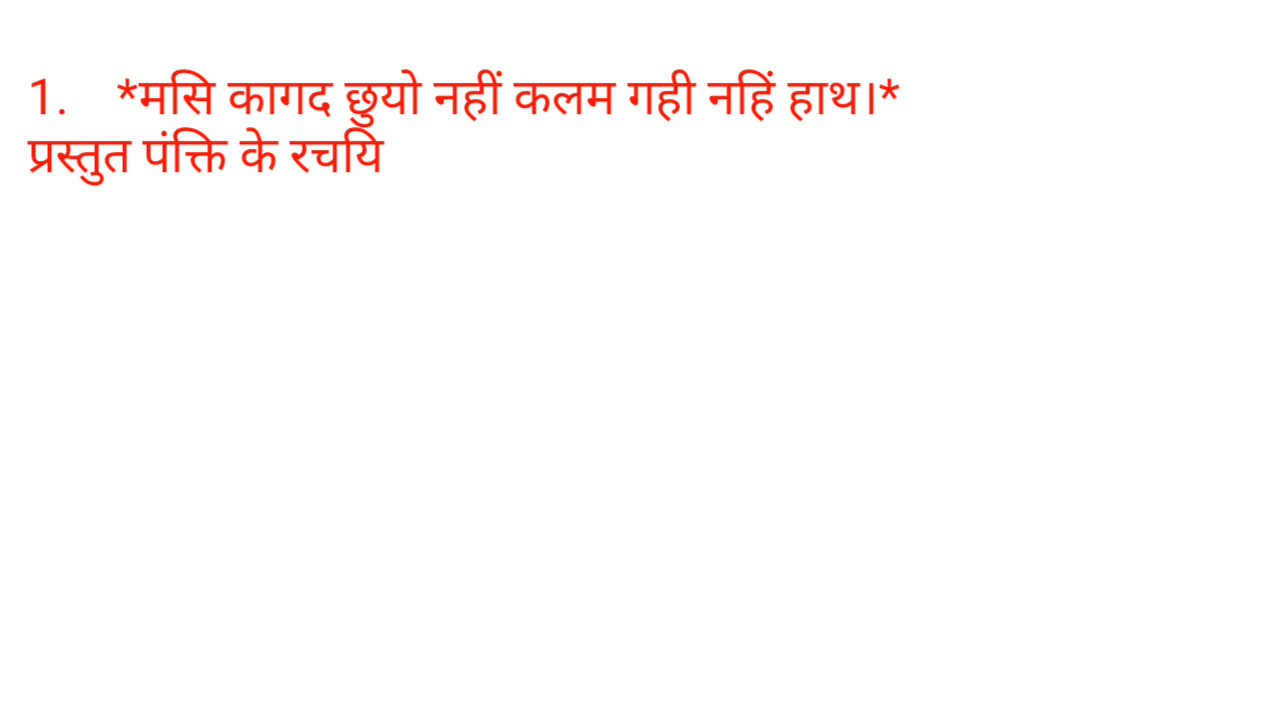 1. *मसि कागद छुयो नहीं कलम गही नहिं हाथ।*
प्रस्तुत पंक्ति के रचयि